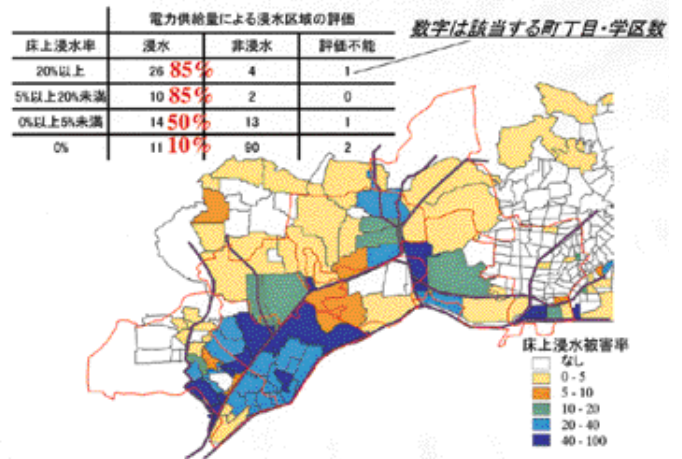 電力供給量による浸水区域の評価
数字は該当する町丁目・学区数
床上浸水率 浸水 非浸水 評価不能
20%以上 26 85% 4 1
5%以上20%未満 10 85% 2 0
0%以上5%未満 14 50% 13 1
0% 11 10% 90 2
床上浸水被害率
なし
0 - 5
5 - 10
10 - 20
20 - 40
40 - 100